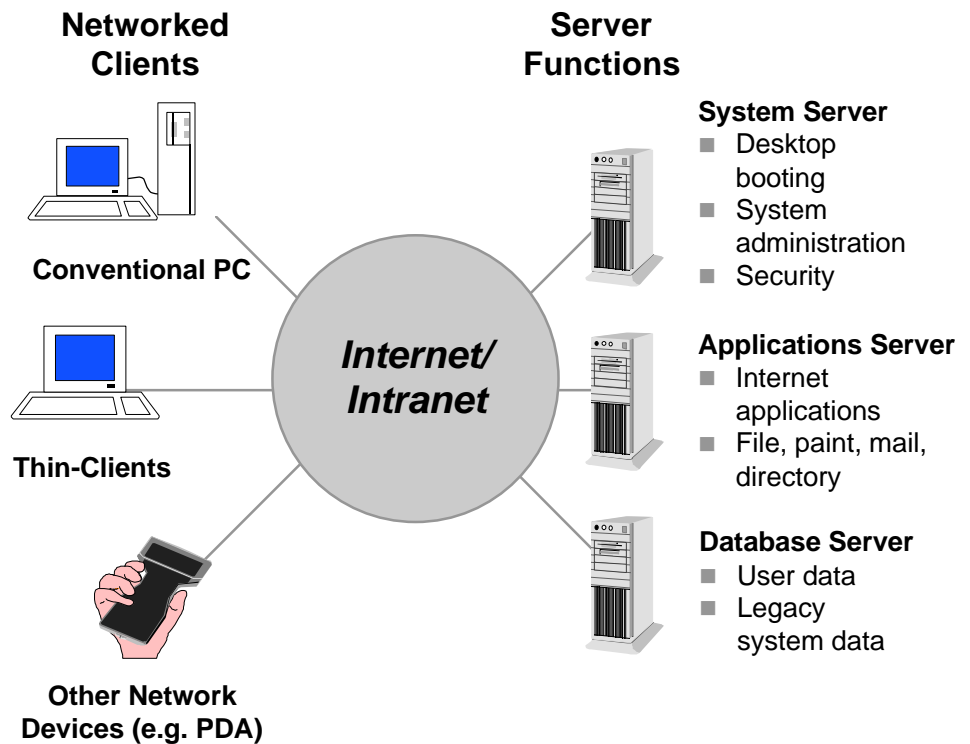 Networked
Clients
Conventional PC
Thin-Clients
Other Network
Devices (e.g. PDA)
Internet/
Intranet
Server
Functions
System Server
Desktop
booting
System
administration
Security
Applications Server
Internet
applications
File, paint, mail,
directory
Database Server
User data
Legacy
system data